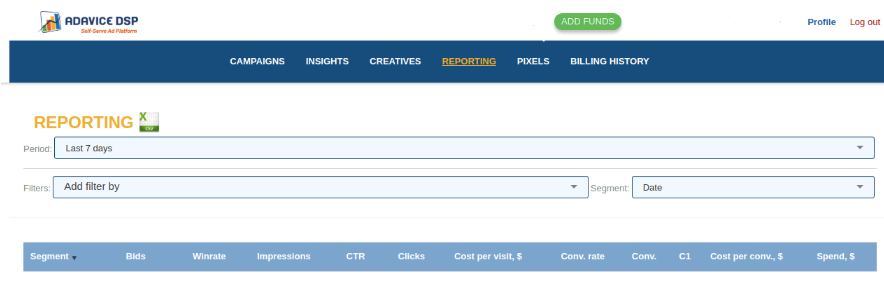 ADAVICE DSP
Self-Serve Ad Platform
ADD FUNDS
Profile Log out
CAMPAIGNS INSIGHTS CREATIVES REPORTING PIXELS BILLING HISTORY
REPORTING
Period: Last 7 days
Filters: Add filter by Segment: Date
Segment Bids Winrate Impressions CTR Clicks Cost per visit, $ Conv. rate Conv. C1 Cost per conv., $ Spend, $